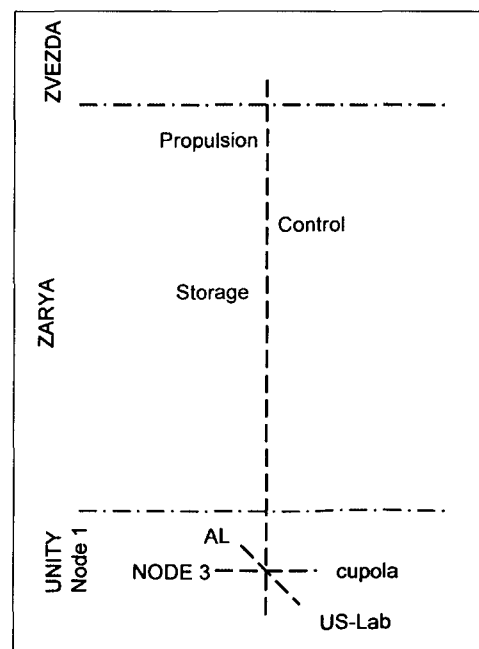 ZVEZDA
Propulsion
Control
Storage
ZARYA
UNITY
Node 1
AL
NODE 3
cupola
US-Lab